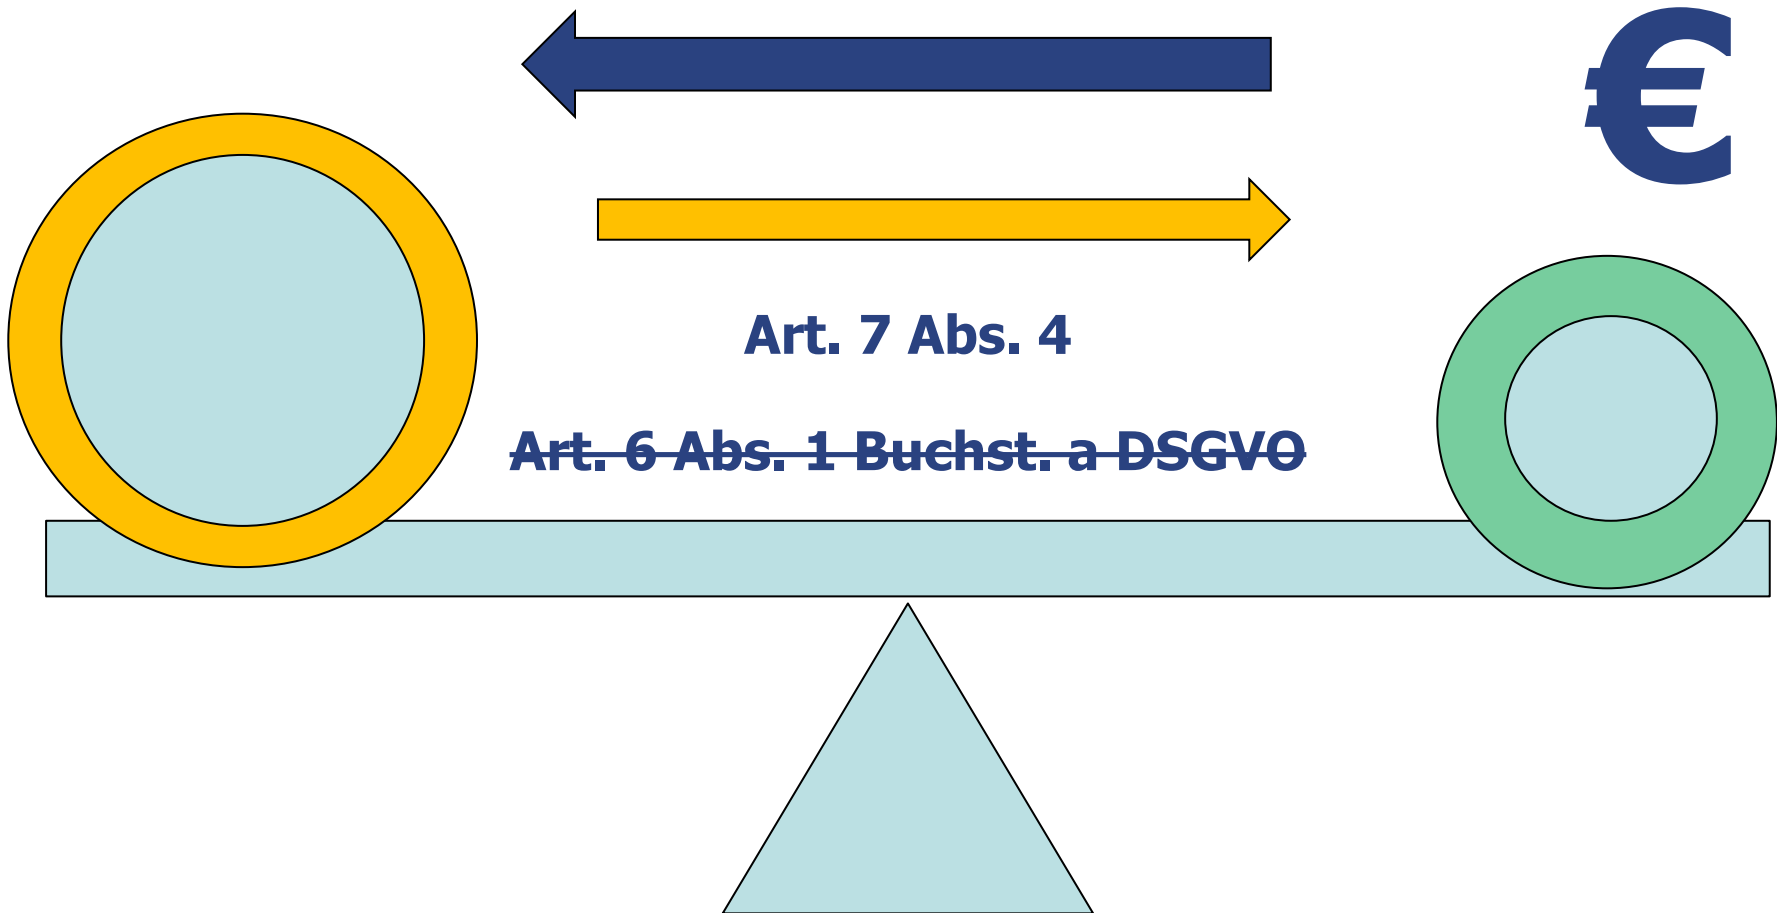 €
Art. 7 Abs. 4
Art. 6 Abs. 1 Buchst. a DSGVO